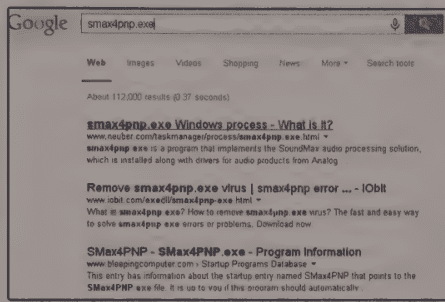 Google smax4pnp.exe
Web Images Videos Shopping News More Search tools
About 112,000 results (0.37 seconds)
smax4pnp.exe Windows process - What is it?
www.neuber.com/taskmanager/process/smax4pnp.exe.html
smax4pnp.exe is a program that implements the SoundMax audio processing solution,
which is installed along with drivers for audio products from Analog
Remove smax4pnp.exe virus | smax4pnp error ... - IObit
www.iobit.com/exedll/smax4pnp-exe.html
What is smax4pnp.exe? How to remove smax4pnp.exe virus? The fast and easy way
to solve smax4pnp exe errors or problems. Download now
SMax4PNP - SMax4PNP.exe - Program Information
www.bleepingcomputer.com › Startup Programs Database
This entry has information about the startup entry named SMax4PNP that points to the
SMax4PNP exe file. It is up to you if this program should automatically